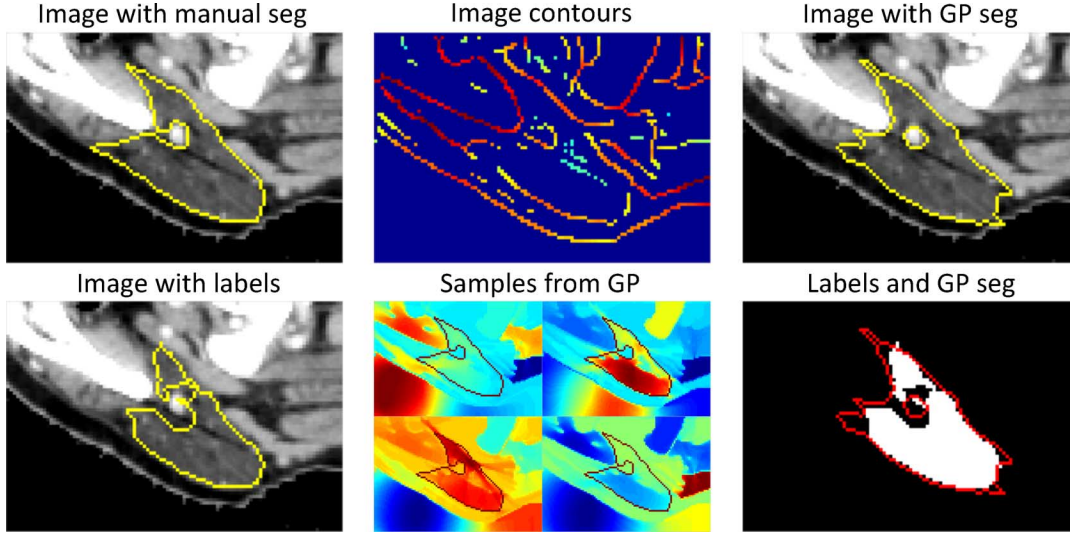 Image with manual seg
Image contours
Image with GP seg
Image with labels
Samples from GP
Labels and GP seg